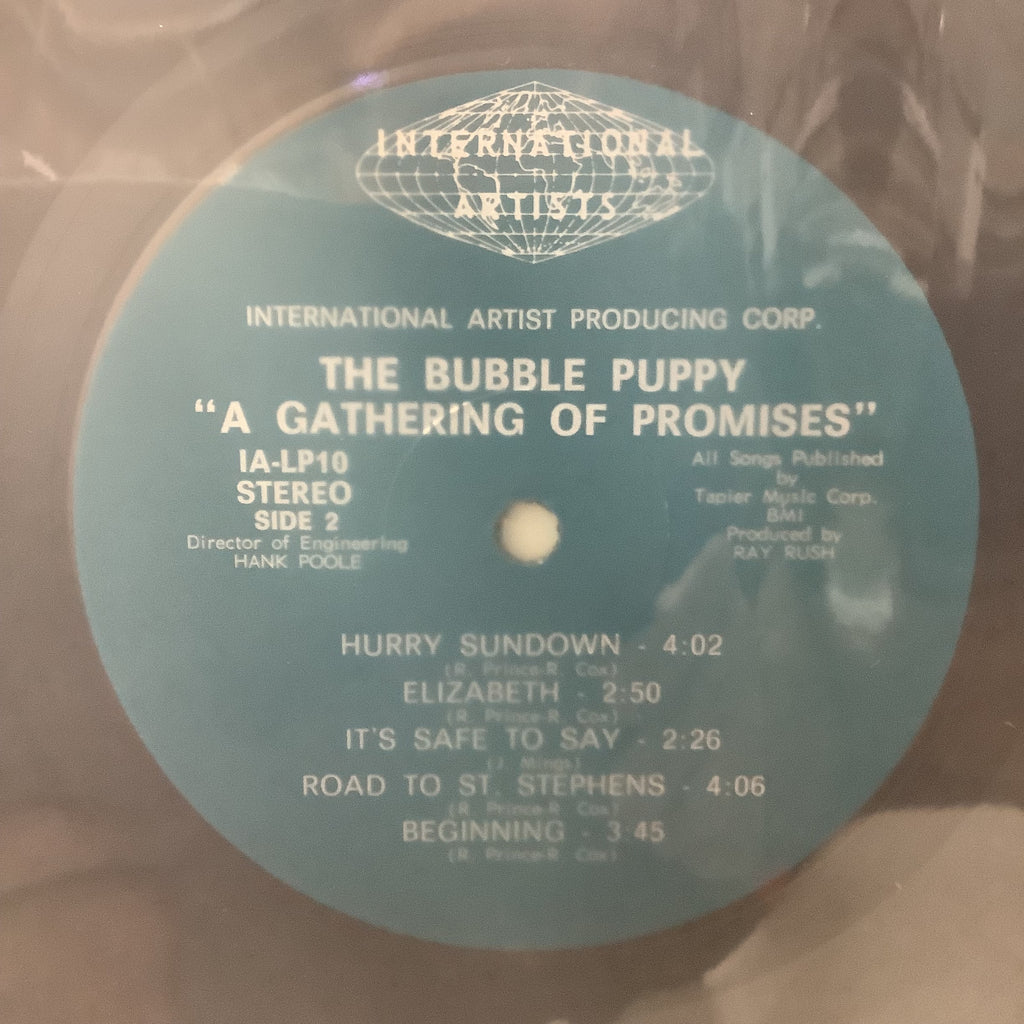 INTERNATIONAL
ARTISTS
INTERNATIONAL ARTIST PRODUCING CORP.
THE BUBBLE PUPPY
“A GATHERING OF PROMISES”
IA-LP10
STEREO
SIDE 2
Director of Engineering
HANK POOLE
All Songs Published
by
Tapier Music Corp.
BMI
Produced by
RAY RUSH
HURRY SUNDOWN - 4:02
(R. Prince-R. Cox)
ELIZABETH - 2:50
(R. Prince-R. Cox)
IT'S SAFE TO SAY - 2:26
(J. Mings)
ROAD TO ST. STEPHENS - 4:06
(R. Prince-R. Cox)
BEGINNING - 3:45
(R. Prince-R. Cox)